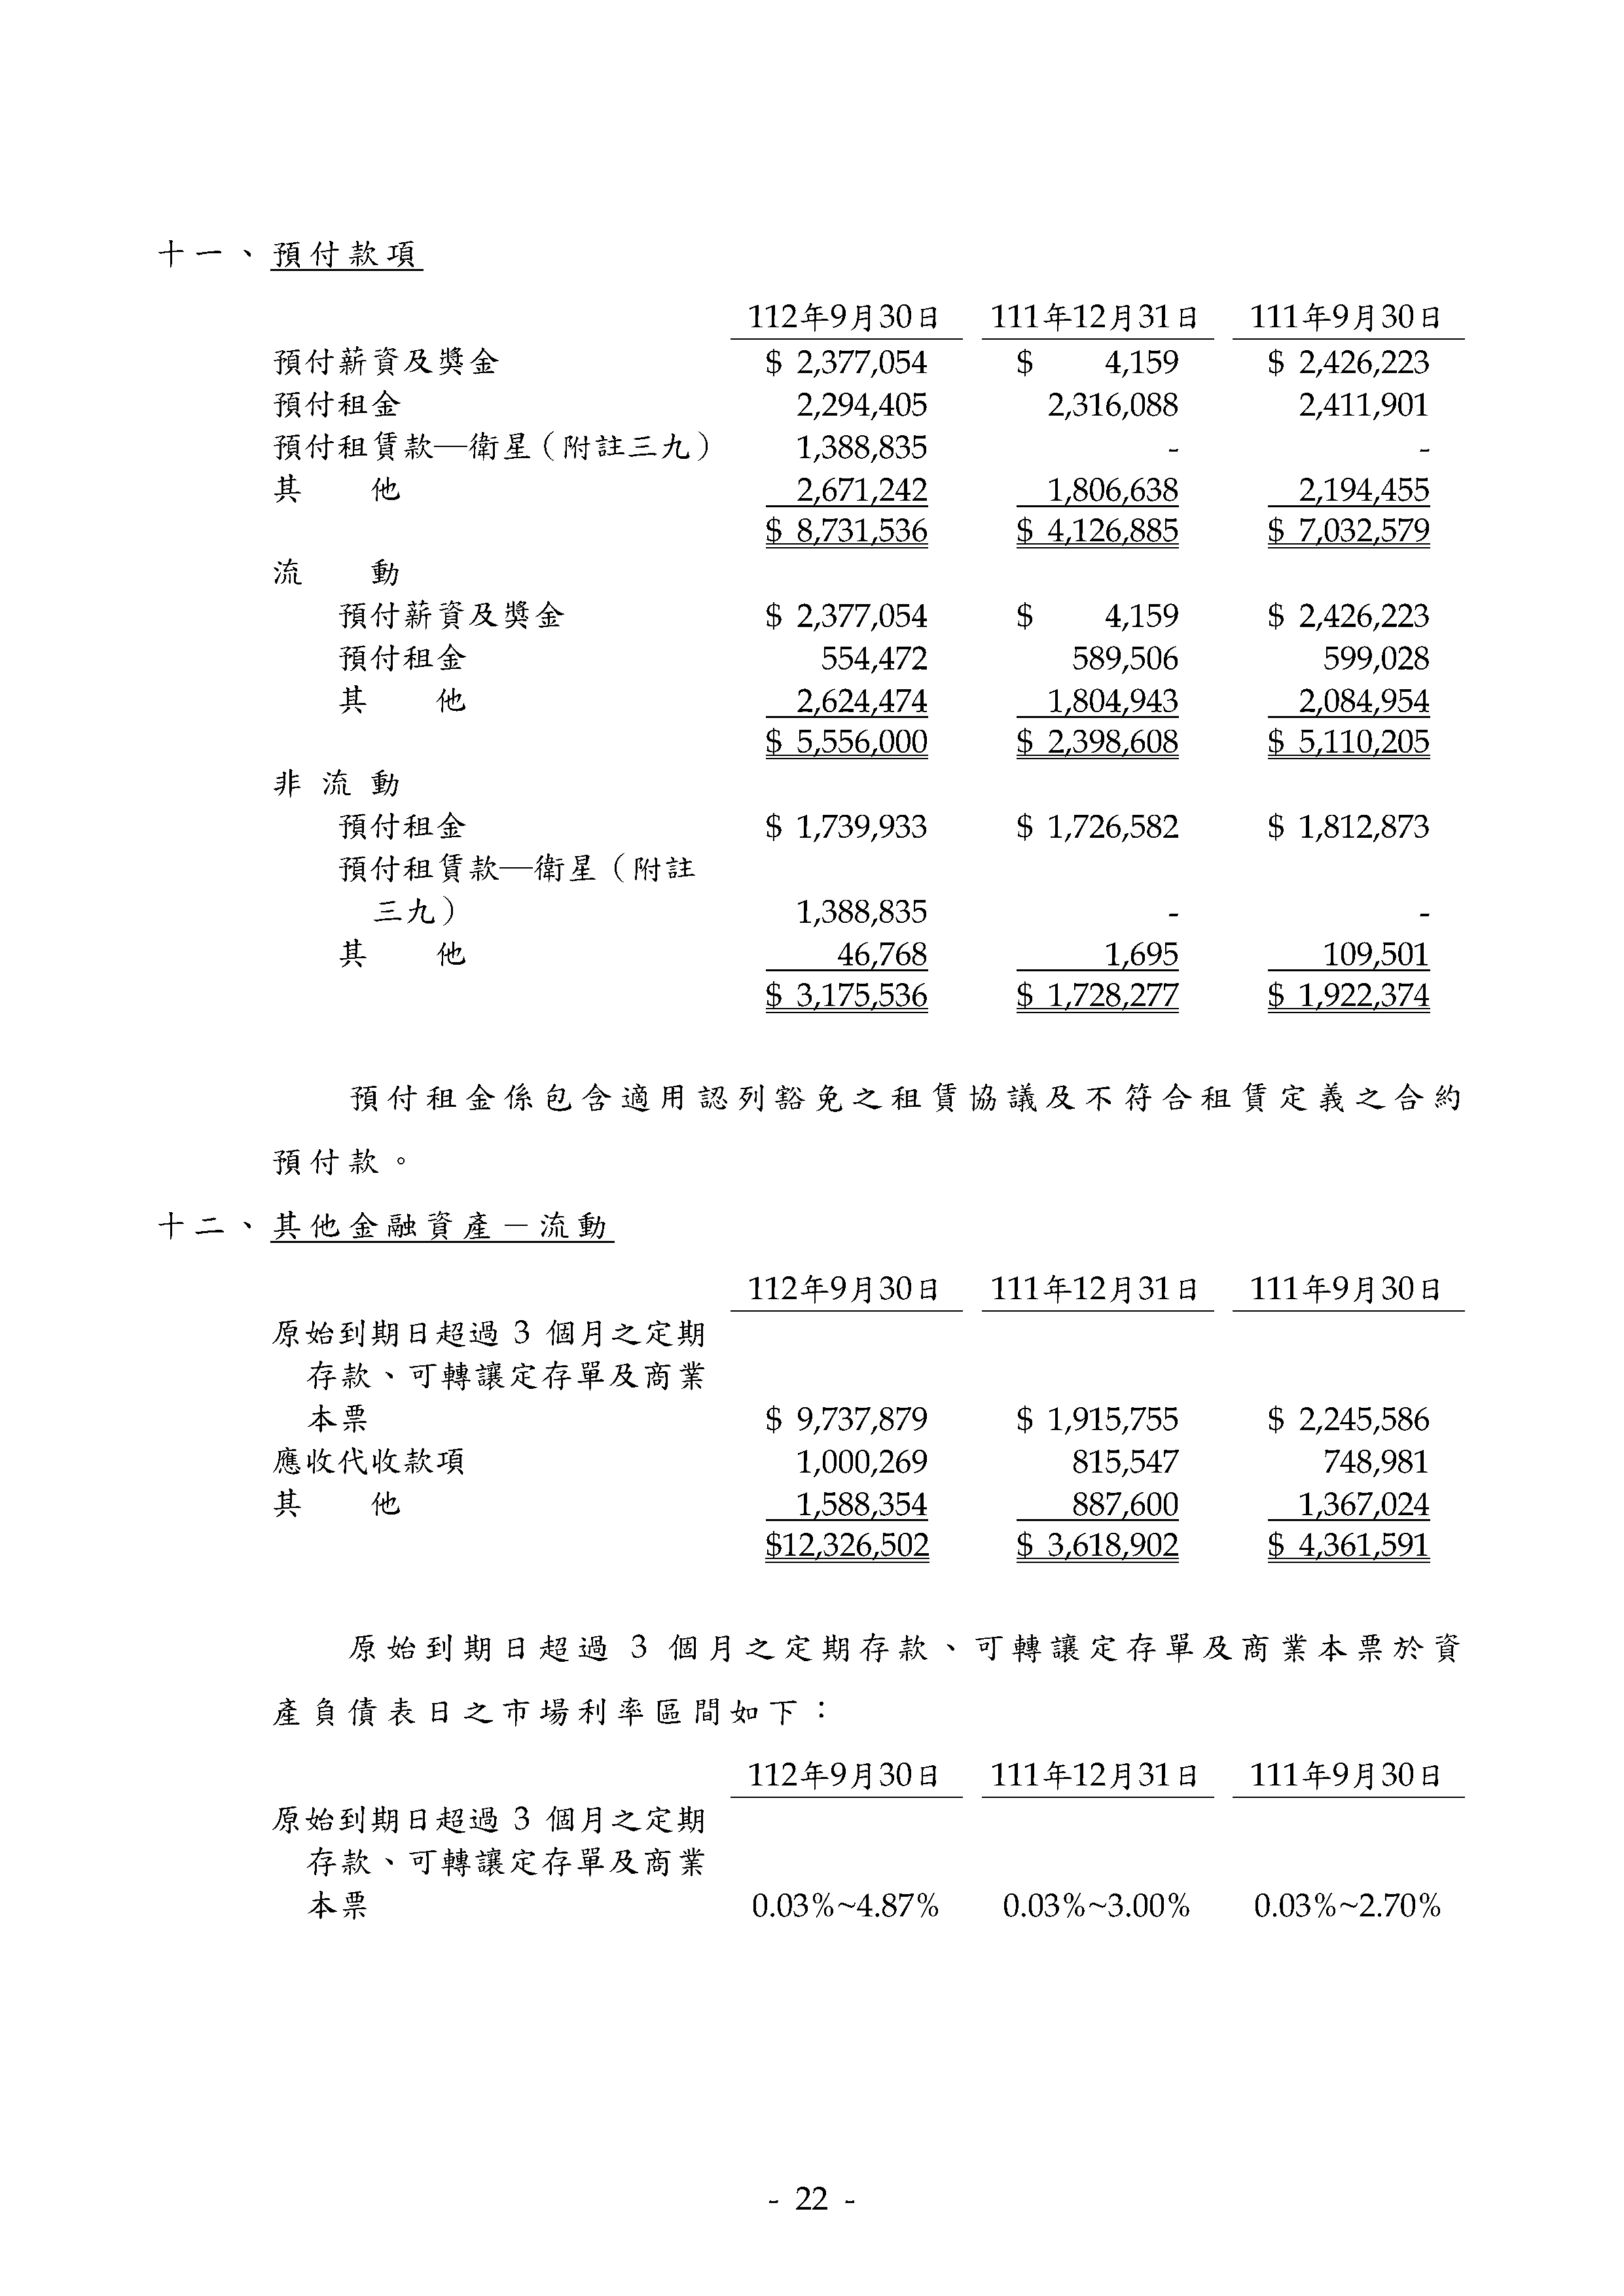 十一、預付款項
112年9月30日 111年12月31日 111年9月30日
預付薪資及獎金 $ 2,377,054 $ 4,159 $ 2,426,223
預付租金 2,294,405 2,316,088 2,411,901
預付租賃款—衛星（附註三九） 1,388,835 - -
其 他 2,671,242 1,806,638 2,194,455
$ 8,731,536 $ 4,126,885 $ 7,032,579
流 動
預付薪資及獎金 $ 2,377,054 $ 4,159 $ 2,426,223
預付租金 554,472 589,506 599,028
其 他 2,624,474 1,804,943 2,084,954
$ 5,556,000 $ 2,398,608 $ 5,110,205
非 流 動
預付租金 $ 1,739,933 $ 1,726,582 $ 1,812,873
預付租賃款—衛星（附註
三九） 1,388,835 - -
其 他 46,768 1,695 109,501
$ 3,175,536 $ 1,728,277 $ 1,922,374
預付租金係包含適用認列豁免之租賃協議及不符合租賃定義之合約
預付款。
十二、其他金融資產－流動
112年9月30日 111年12月31日 111年9月30日
原始到期日超過 3 個月之定期
存款、可轉讓定存單及商業
本票 $ 9,737,879 $ 1,915,755 $ 2,245,586
應收代收款項 1,000,269 815,547 748,981
其 他 1,588,354 887,600 1,367,024
$12,326,502 $ 3,618,902 $ 4,361,591
原始到期日超過 3 個月之定期存款、可轉讓定存單及商業本票於資
產負債表日之市場利率區間如下：
112年9月30日 111年12月31日 111年9月30日
原始到期日超過 3 個月之定期
存款、可轉讓定存單及商業
本票 0.03%~4.87% 0.03%~3.00% 0.03%~2.70%
- 22 -